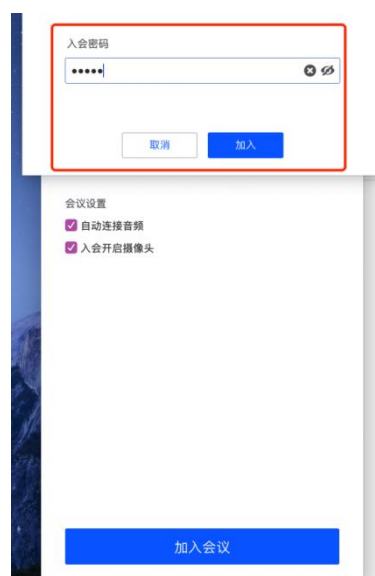 入会密码
•••••
取消
加入
会议设置
自动连接音频
入会开启摄像头
加入会议